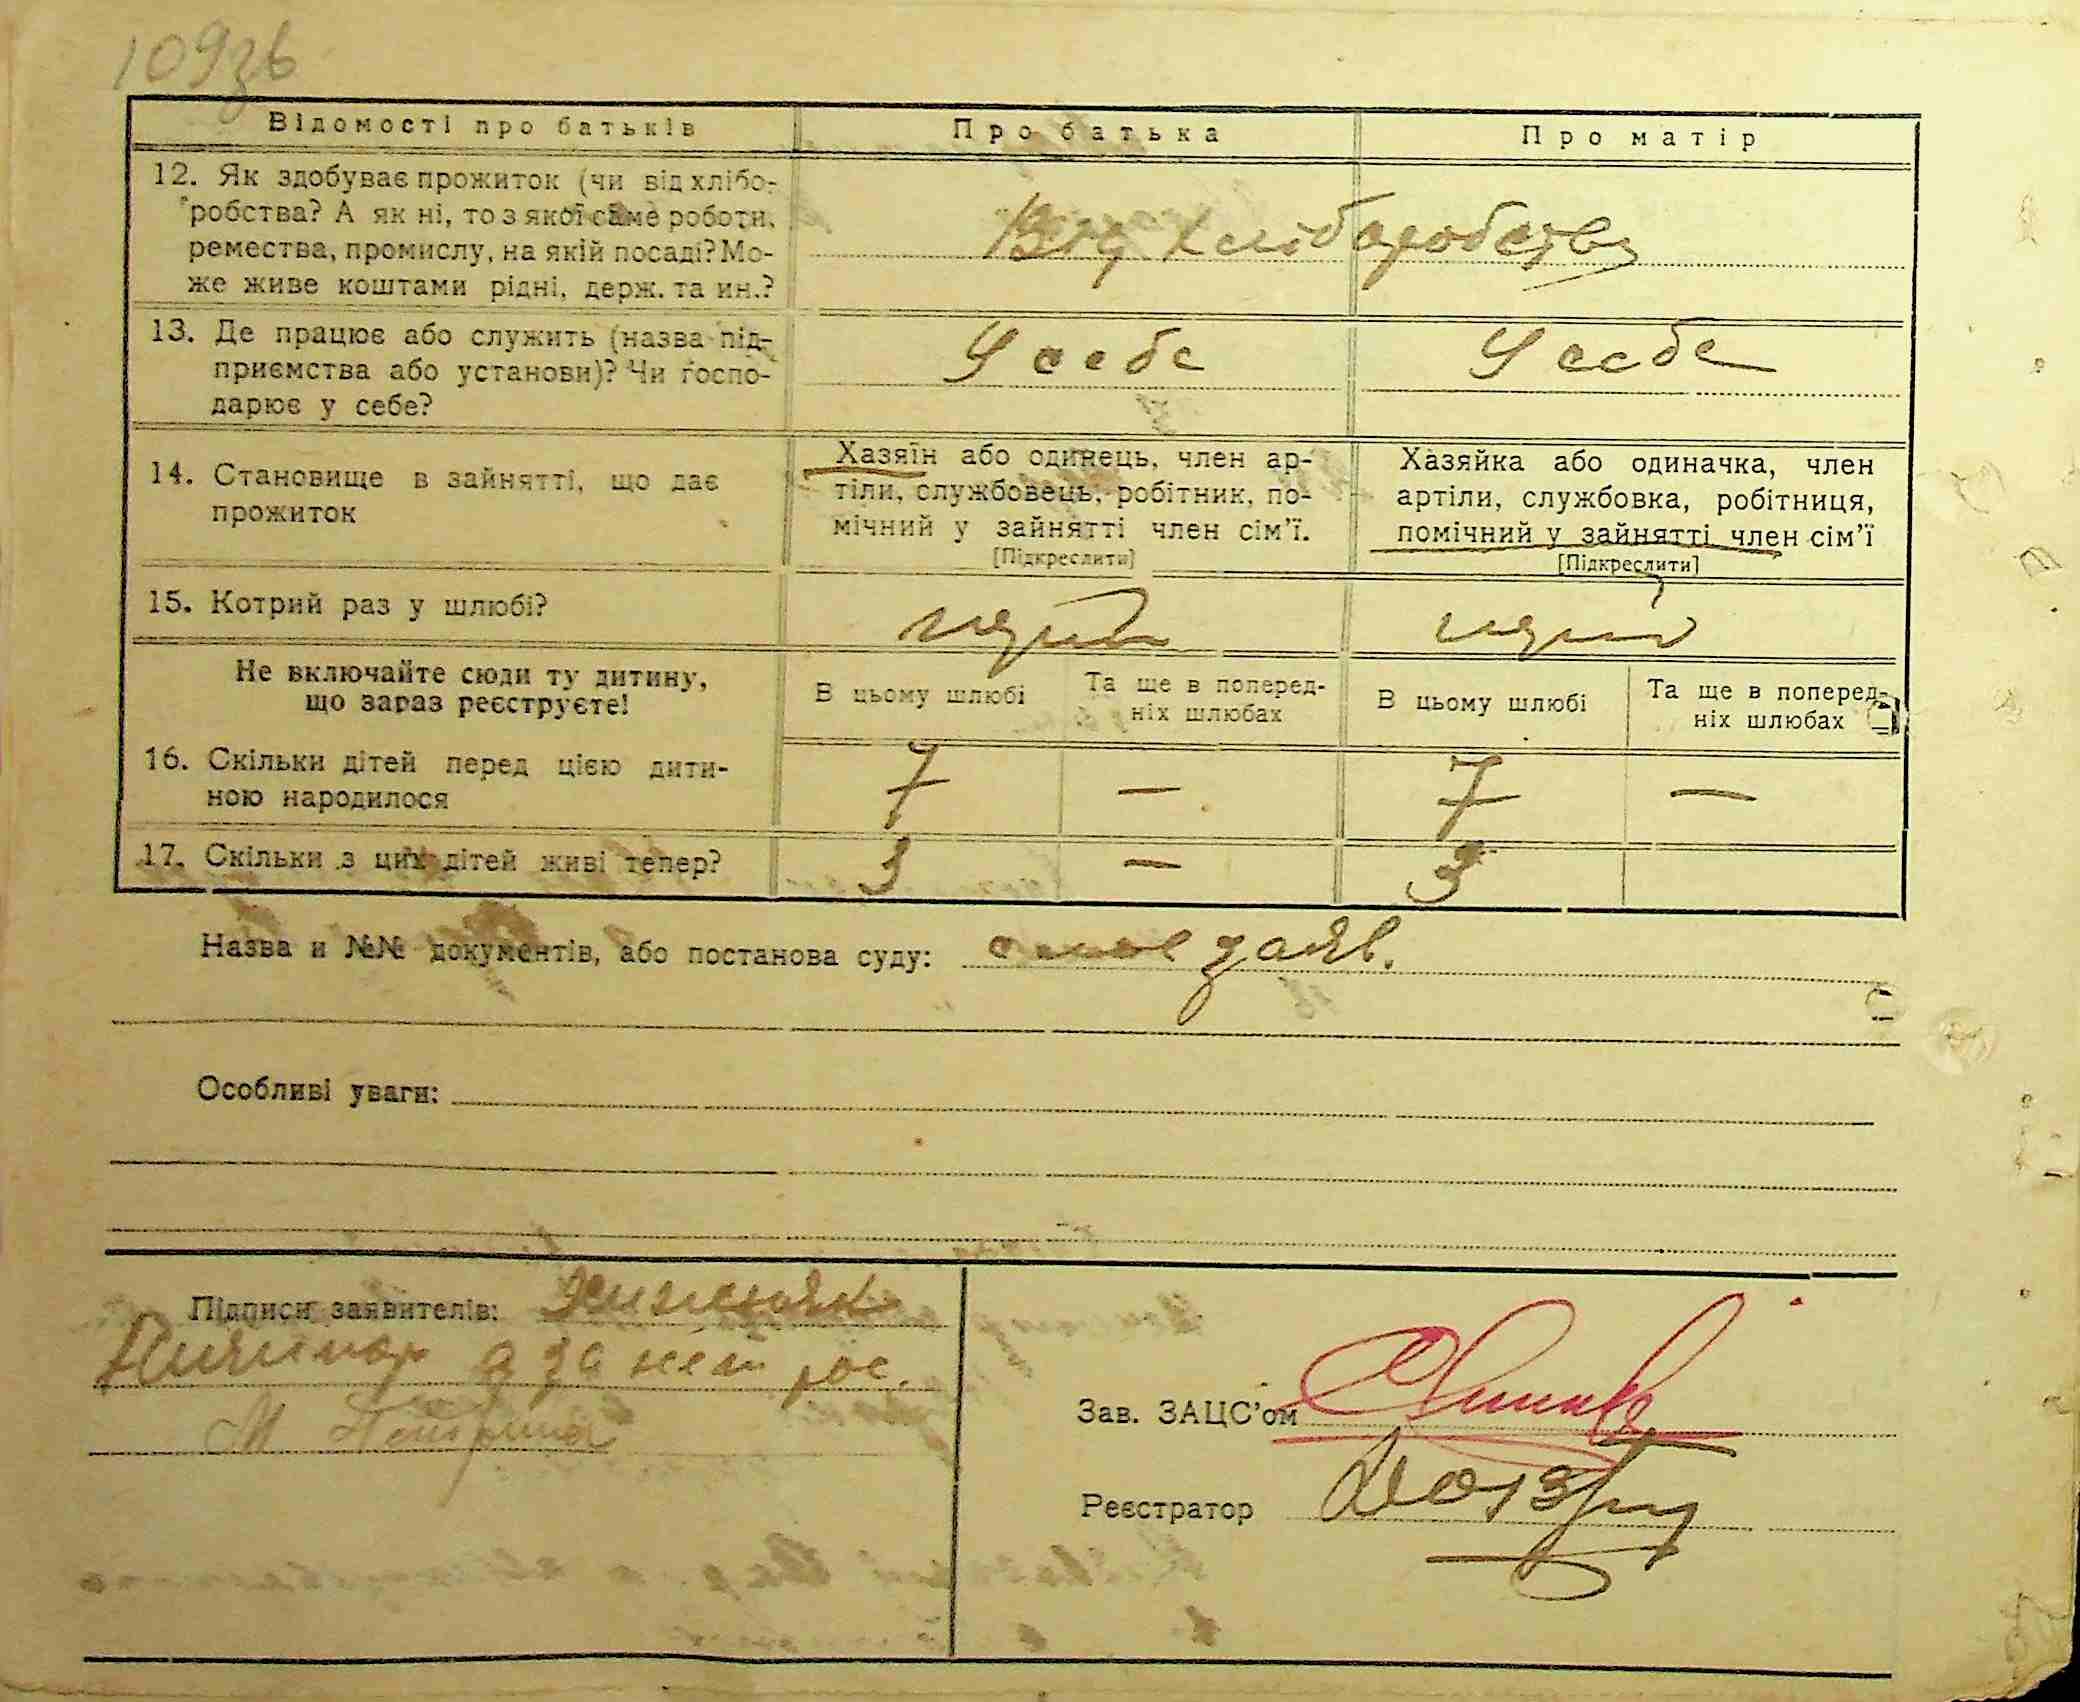 109зв
Відомості про батьків Про батька Про матір
12. Як здобуває прожиток (чи від хлібо-
робства? А як ні, то з якої саме роботи,
ремества, промислу, на якій посаді? Мо-
же живе коштами рідні, держ. та ин.?
Від хліборобства
13. Де працює або служить (назва під-
приємства або установи)? Чи госпо-
дарює у себе?
У себе У себе
14. Становище в зайнятті, що дає
прожиток
Хазяїн або одинець, член ар-
тіли, службовець, робітник, по-
мічний у зайнятті член сім'ї.
[Підкреслити]
Хазяйка або одиначка, член
артіли, службовка, робітниця,
помічний у зайнятті член сім'ї
[Підкреслити]
15. Котрий раз у шлюбі?
Не включайте сюди ту дитину,
що зараз реєструєте!
В цьому шлюбі
Та ще в поперед-
ніх шлюбах
В цьому шлюбі
Та ще в поперед-
ніх шлюбах
16. Скільки дітей перед цією дити-
ною народилося
7 — 7 —
17. Скільки з цих дітей живі тепер?
3 — 3
Назва и №№ документів, або постанова суду: заяв.
Особливі уваги:
Підписи заявителів:
а за неї рос.
М
Зав. ЗАЦС'ом
Реєстратор